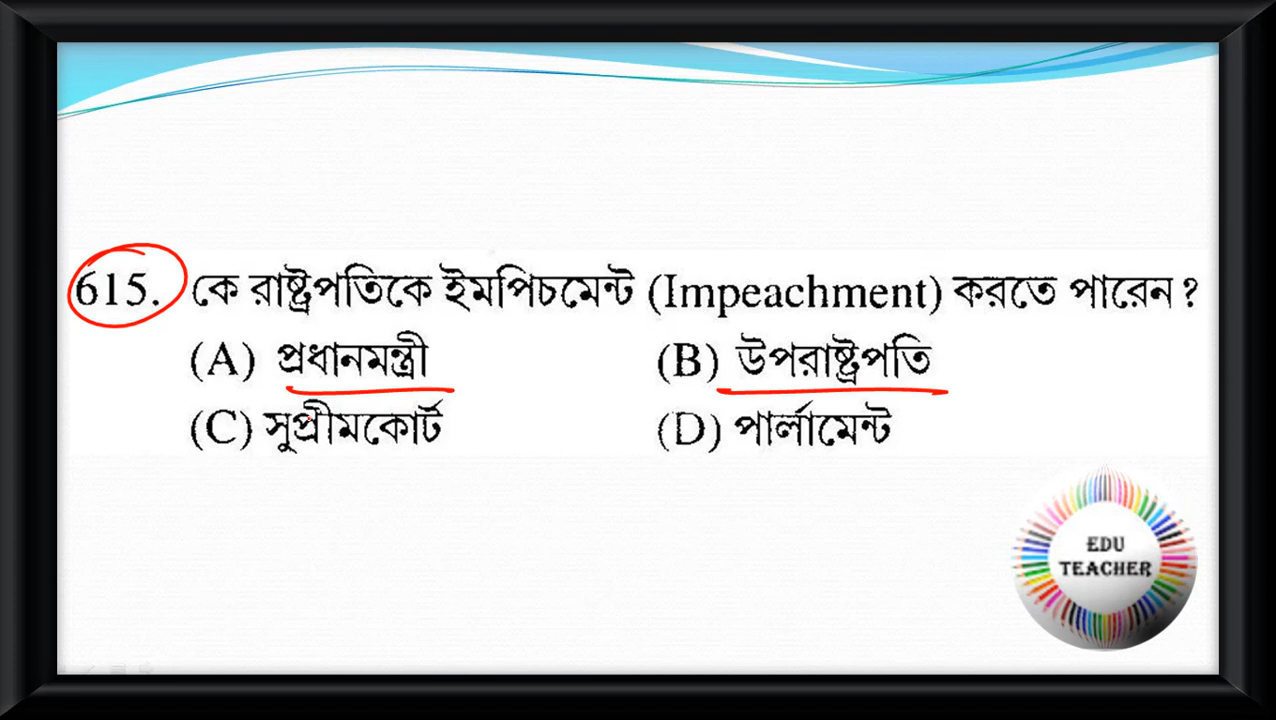 615. কে রাষ্ট্রপতিকে ইমপিচমেন্ট (Impeachment) করতে পারেন ?
(A) প্রধানমন্ত্রী (B) উপরাষ্ট্রপতি
(C) সুপ্রীমকোর্ট (D) পার্লামেন্ট
EDU
TEACHER